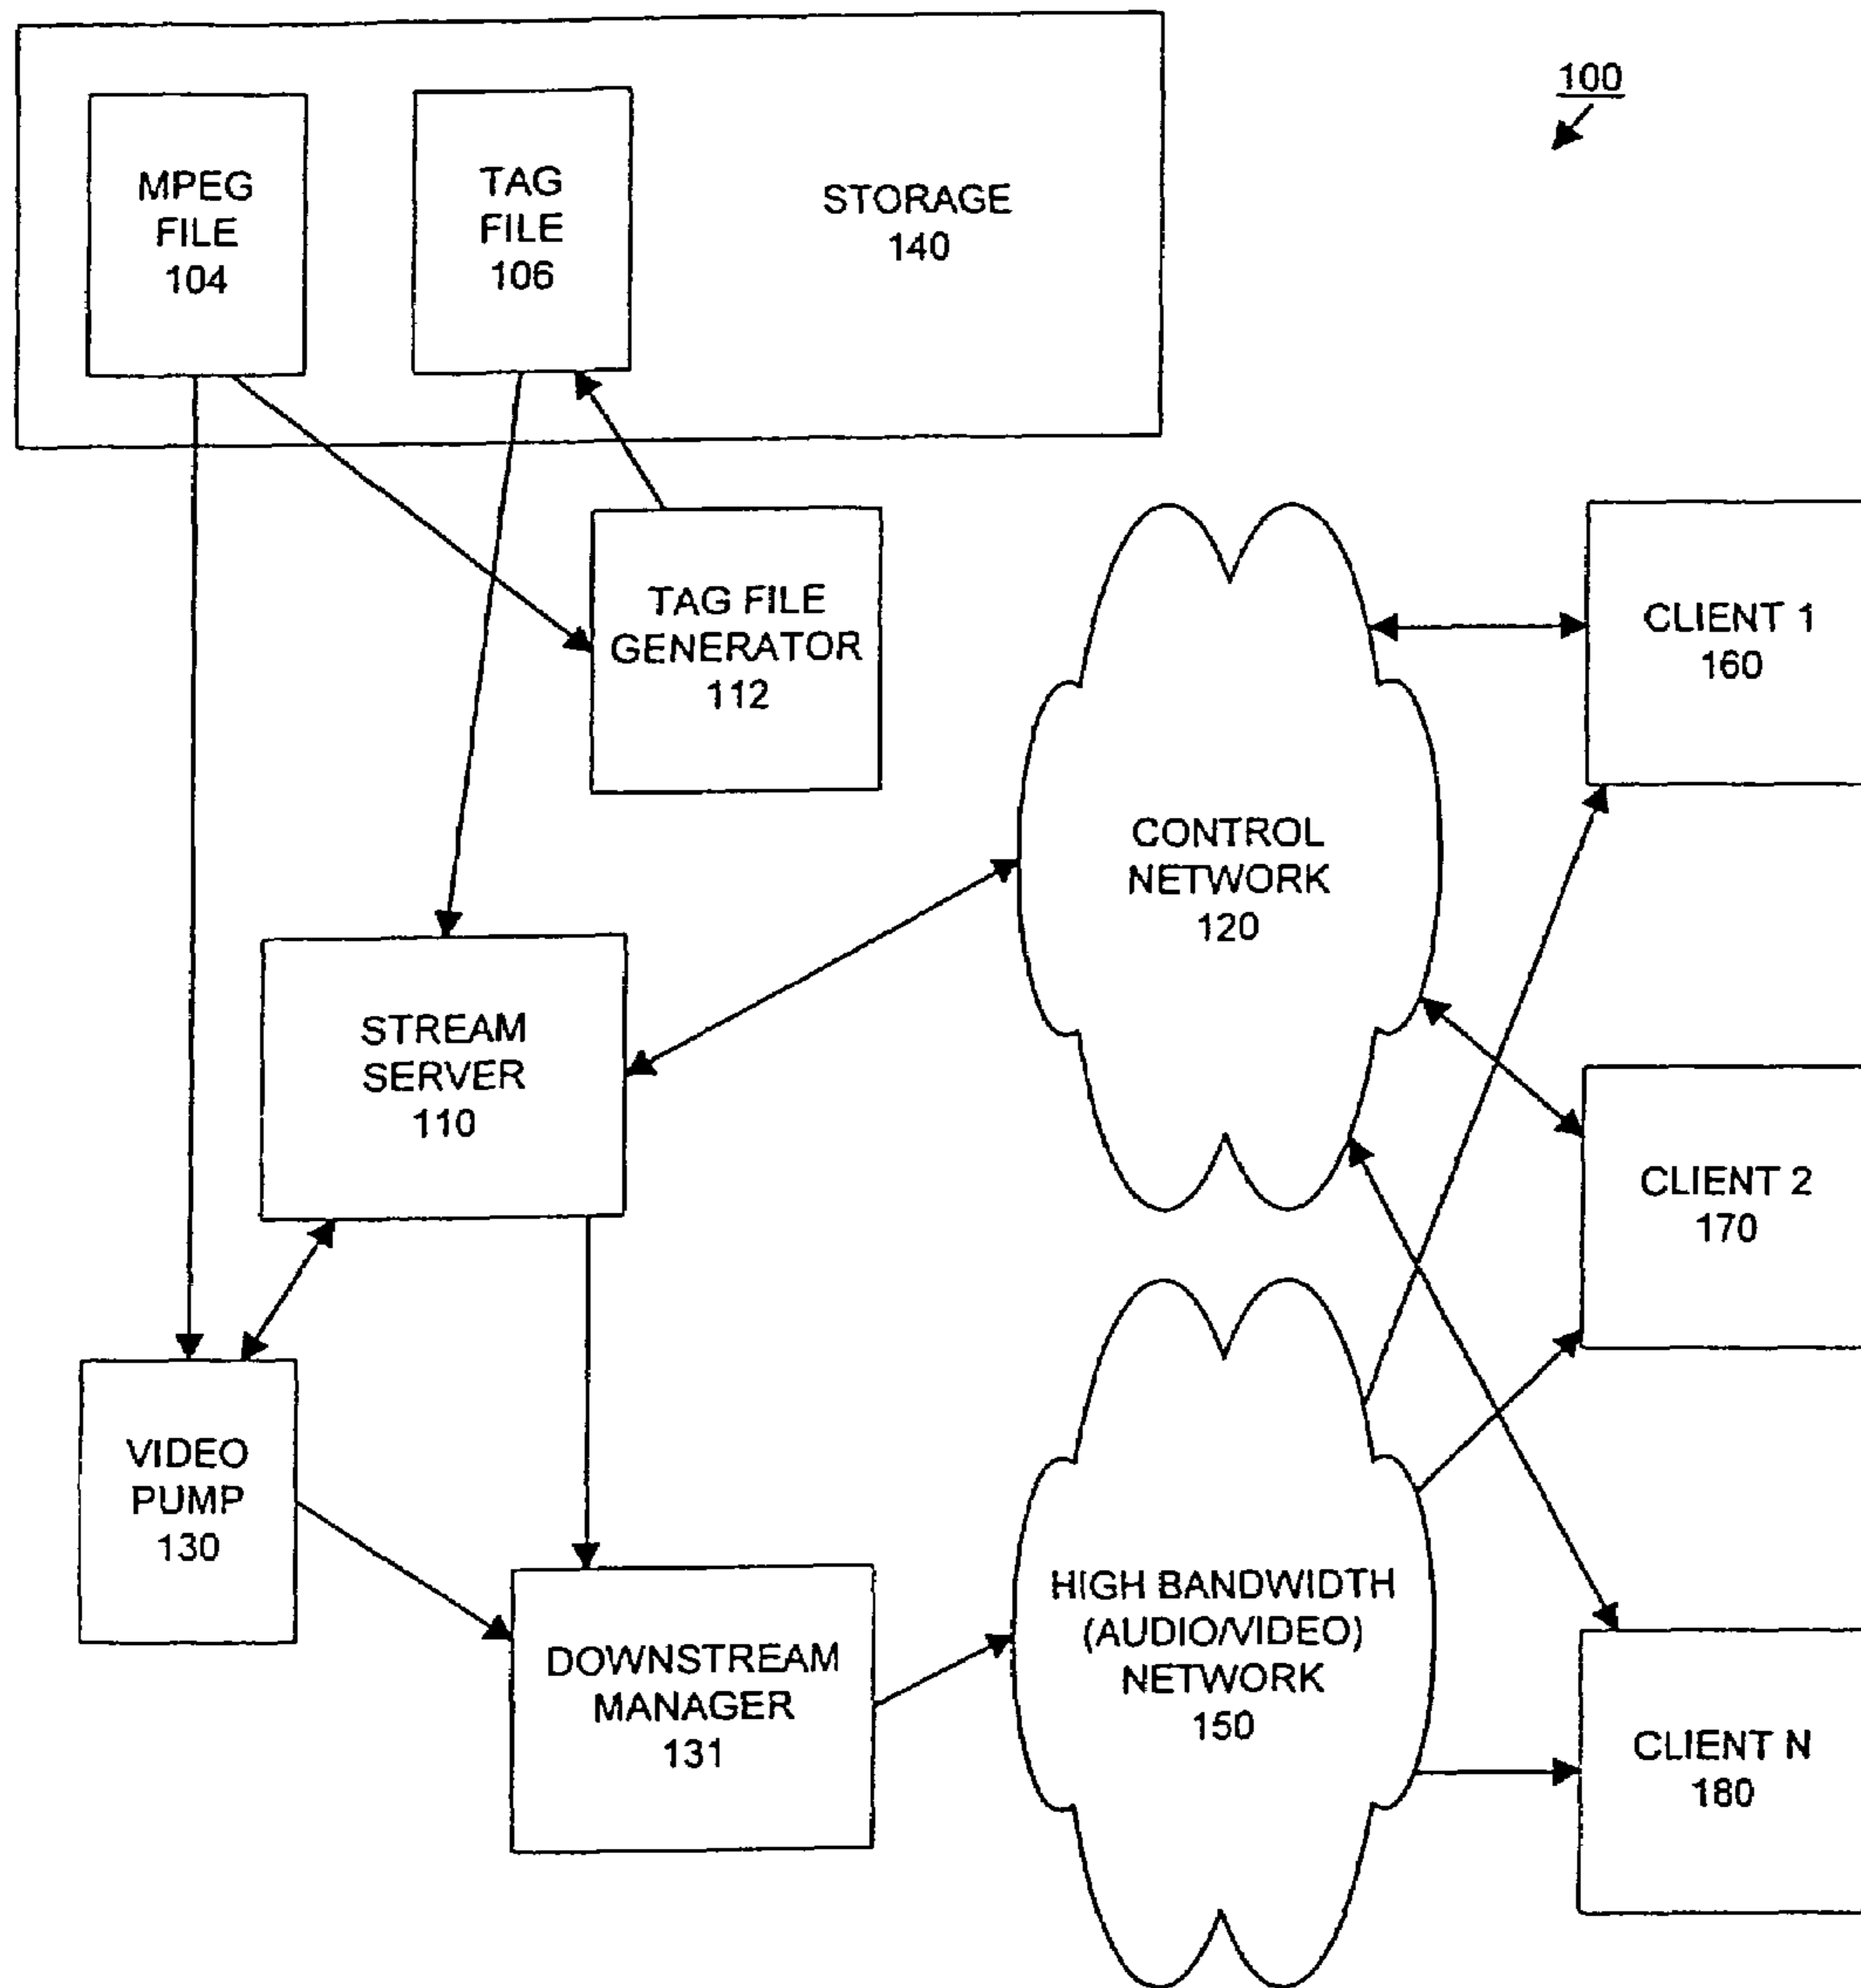 100
MPEG
FILE
104
TAG
FILE
106
STORAGE
140
TAG FILE
GENERATOR
112
CONTROL
NETWORK
120
CLIENT 1
160
STREAM
SERVER
110
CLIENT 2
170
VIDEO
PUMP
130
DOWNSTREAM
MANAGER
131
HIGH BANDWIDTH
(AUDIO/VIDEO)
NETWORK
150
CLIENT N
180